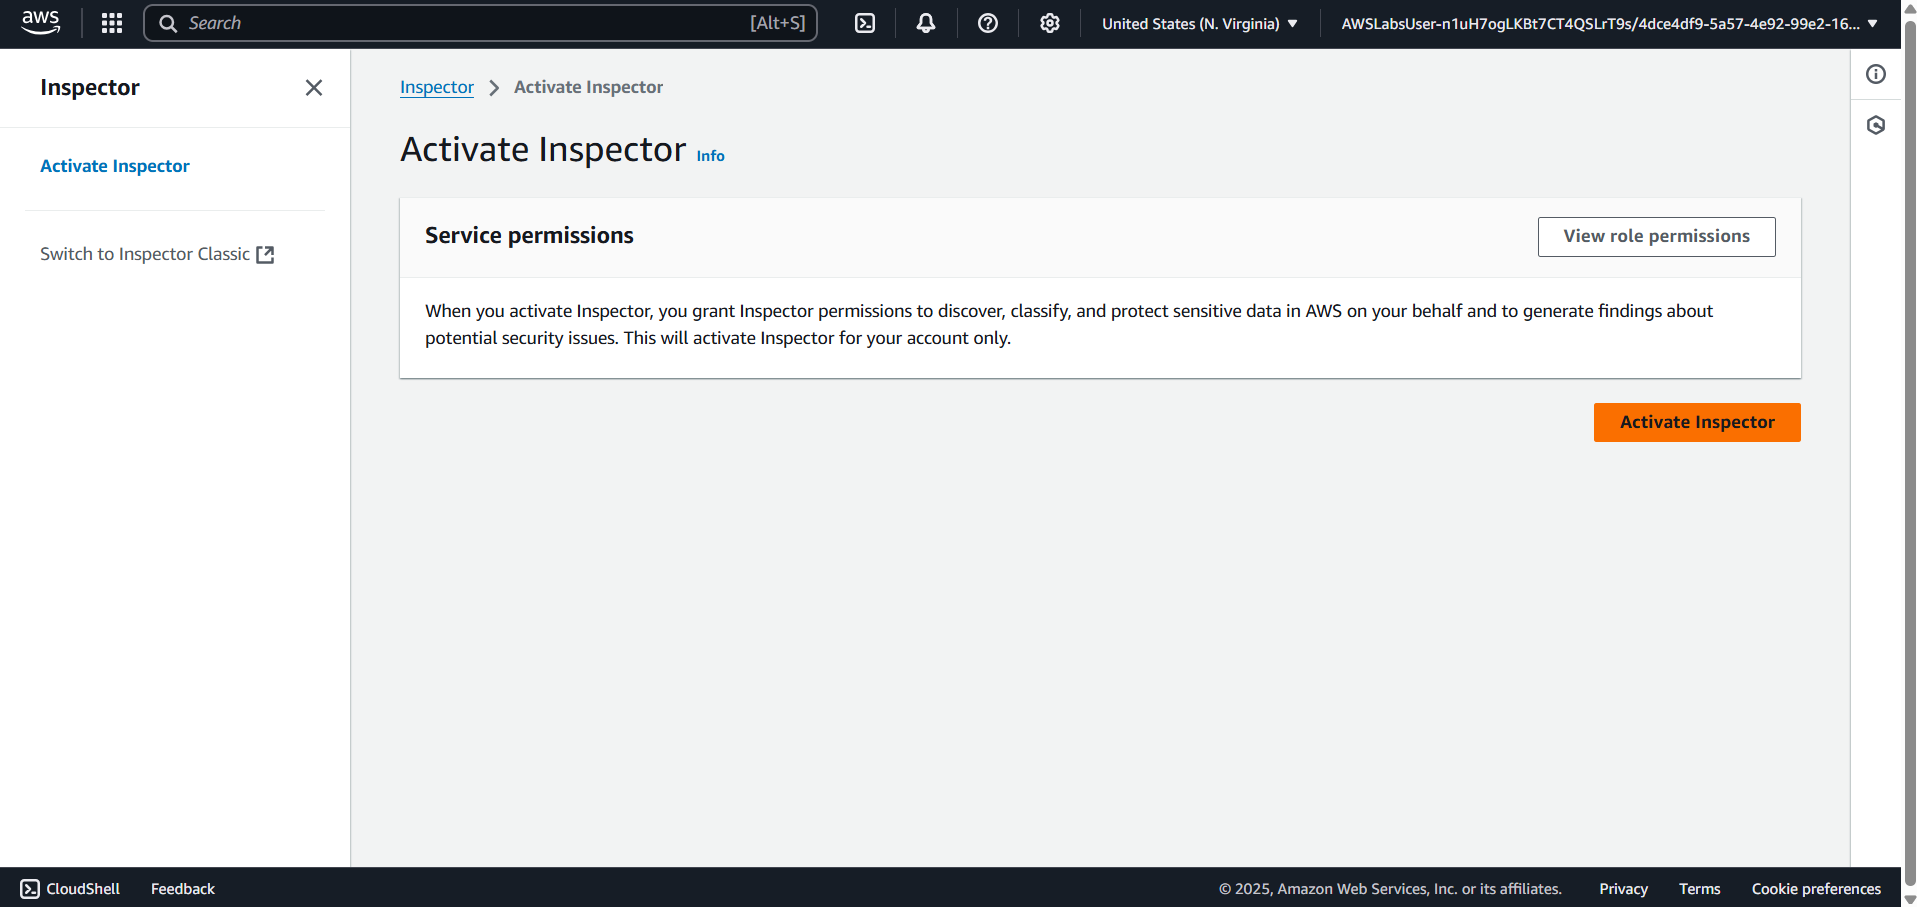 aws
Search
[Alt+S]
United States (N. Virginia)
AWSLabsUser-n1uH7ogLKBt7CT4QSLrT9s/4dce4df9-5a57-4e92-99e2-16...
Inspector
Activate Inspector
Switch to Inspector Classic
Inspector > Activate Inspector
Activate Inspector Info
Service permissions
View role permissions
When you activate Inspector, you grant Inspector permissions to discover, classify, and protect sensitive data in AWS on your behalf and to generate findings about
potential security issues. This will activate Inspector for your account only.
Activate Inspector
CloudShell
Feedback
© 2025, Amazon Web Services, Inc. or its affiliates.
Privacy
Terms
Cookie preferences